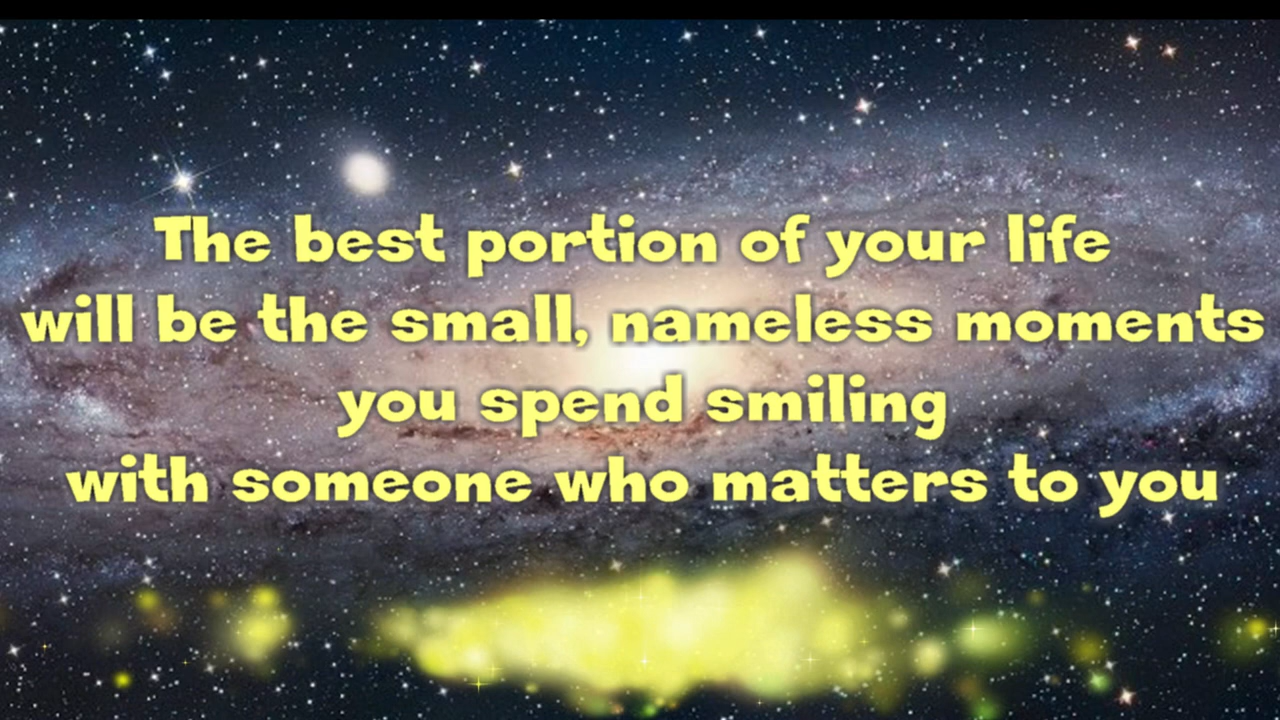 The best portion of your life
will be the small, nameless moments
you spend smiling
with someone who matters to you